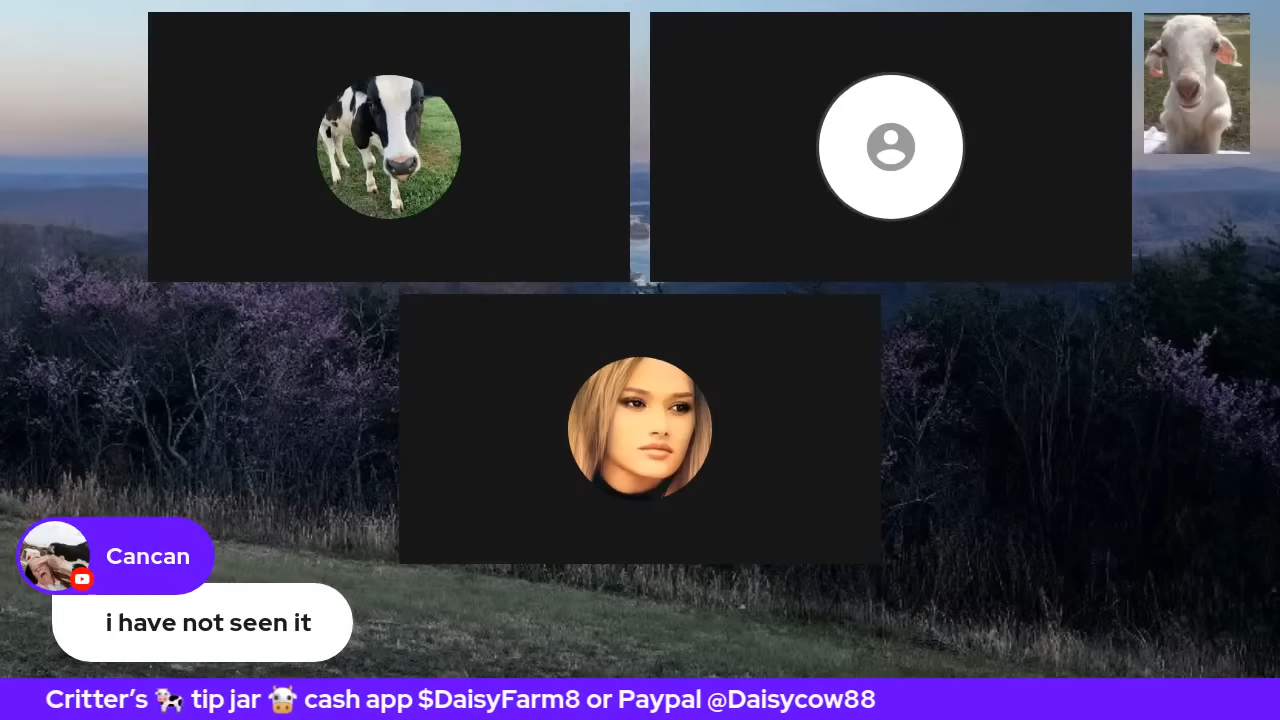 Cancan
i have not seen it
Critter’s 🐄 tip jar 🐮 cash app $DaisyFarm8 or Paypal @Daisycow88